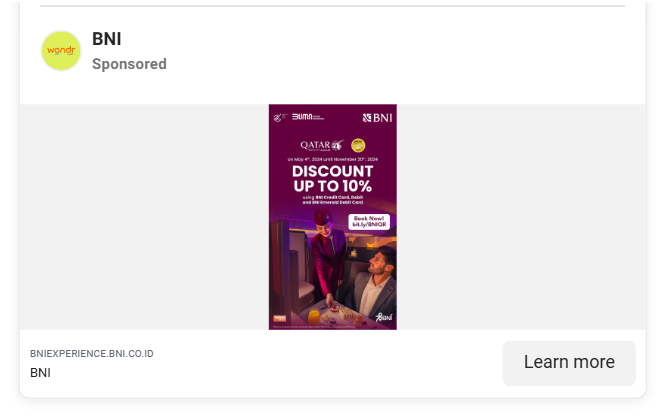 BNI
wondr
Sponsored
BUMN
BNI
QATAR
on May 4th, 2024 until November 30th, 2024
DISCOUNT
UP TO 10%
using BNI Credit Card, Debit
and BNI Emerald Debit Card
Book Now!
bit.ly/BNIQR
BNIEXPERIENCE.BNI.CO.ID
BNI
Learn more